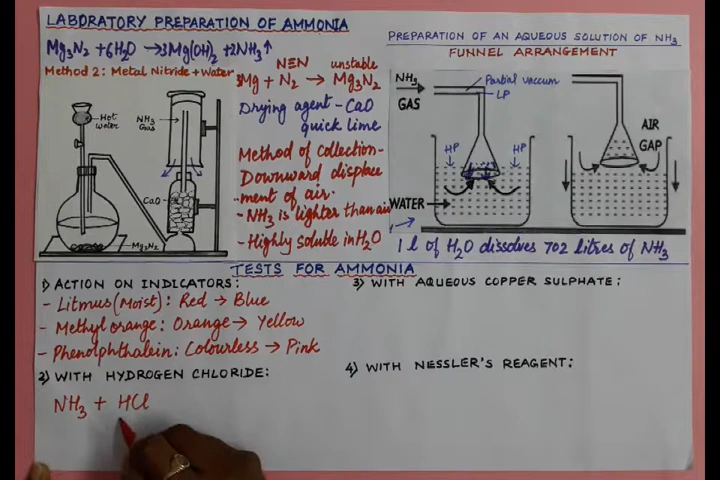 LABORATORY PREPARATION OF AMMONIA
Mg3N2 + 6H2O → 3Mg(OH)2 + 2NH3↑
Method 2: Metal Nitride + Water
Hot water
NH3 Gas
CaO
Mg3N2
N≡N unstable
3Mg + N2 → Mg3N2
Drying agent - CaO
quick lime
Method of collection-
Downward displace
-ment of air.
- NH3 is lighter than air
- Highly soluble in H2O
PREPARATION OF AN AQUEOUS SOLUTION OF NH3
FUNNEL ARRANGEMENT
NH3 GAS
Partial vaccum
LP
HP HP
WATER
AIR GAP
1 l of H2O dissolves 702 litres of NH3
TESTS FOR AMMONIA
1) ACTION ON INDICATORS:
- Litmus (Moist): Red → Blue
- Methyl orange: Orange → Yellow
- Phenolphthalein: Colourless → Pink
2) WITH HYDROGEN CHLORIDE:
NH3 + HCl
3) WITH AQUEOUS COPPER SULPHATE:
4) WITH NESSLER'S REAGENT: